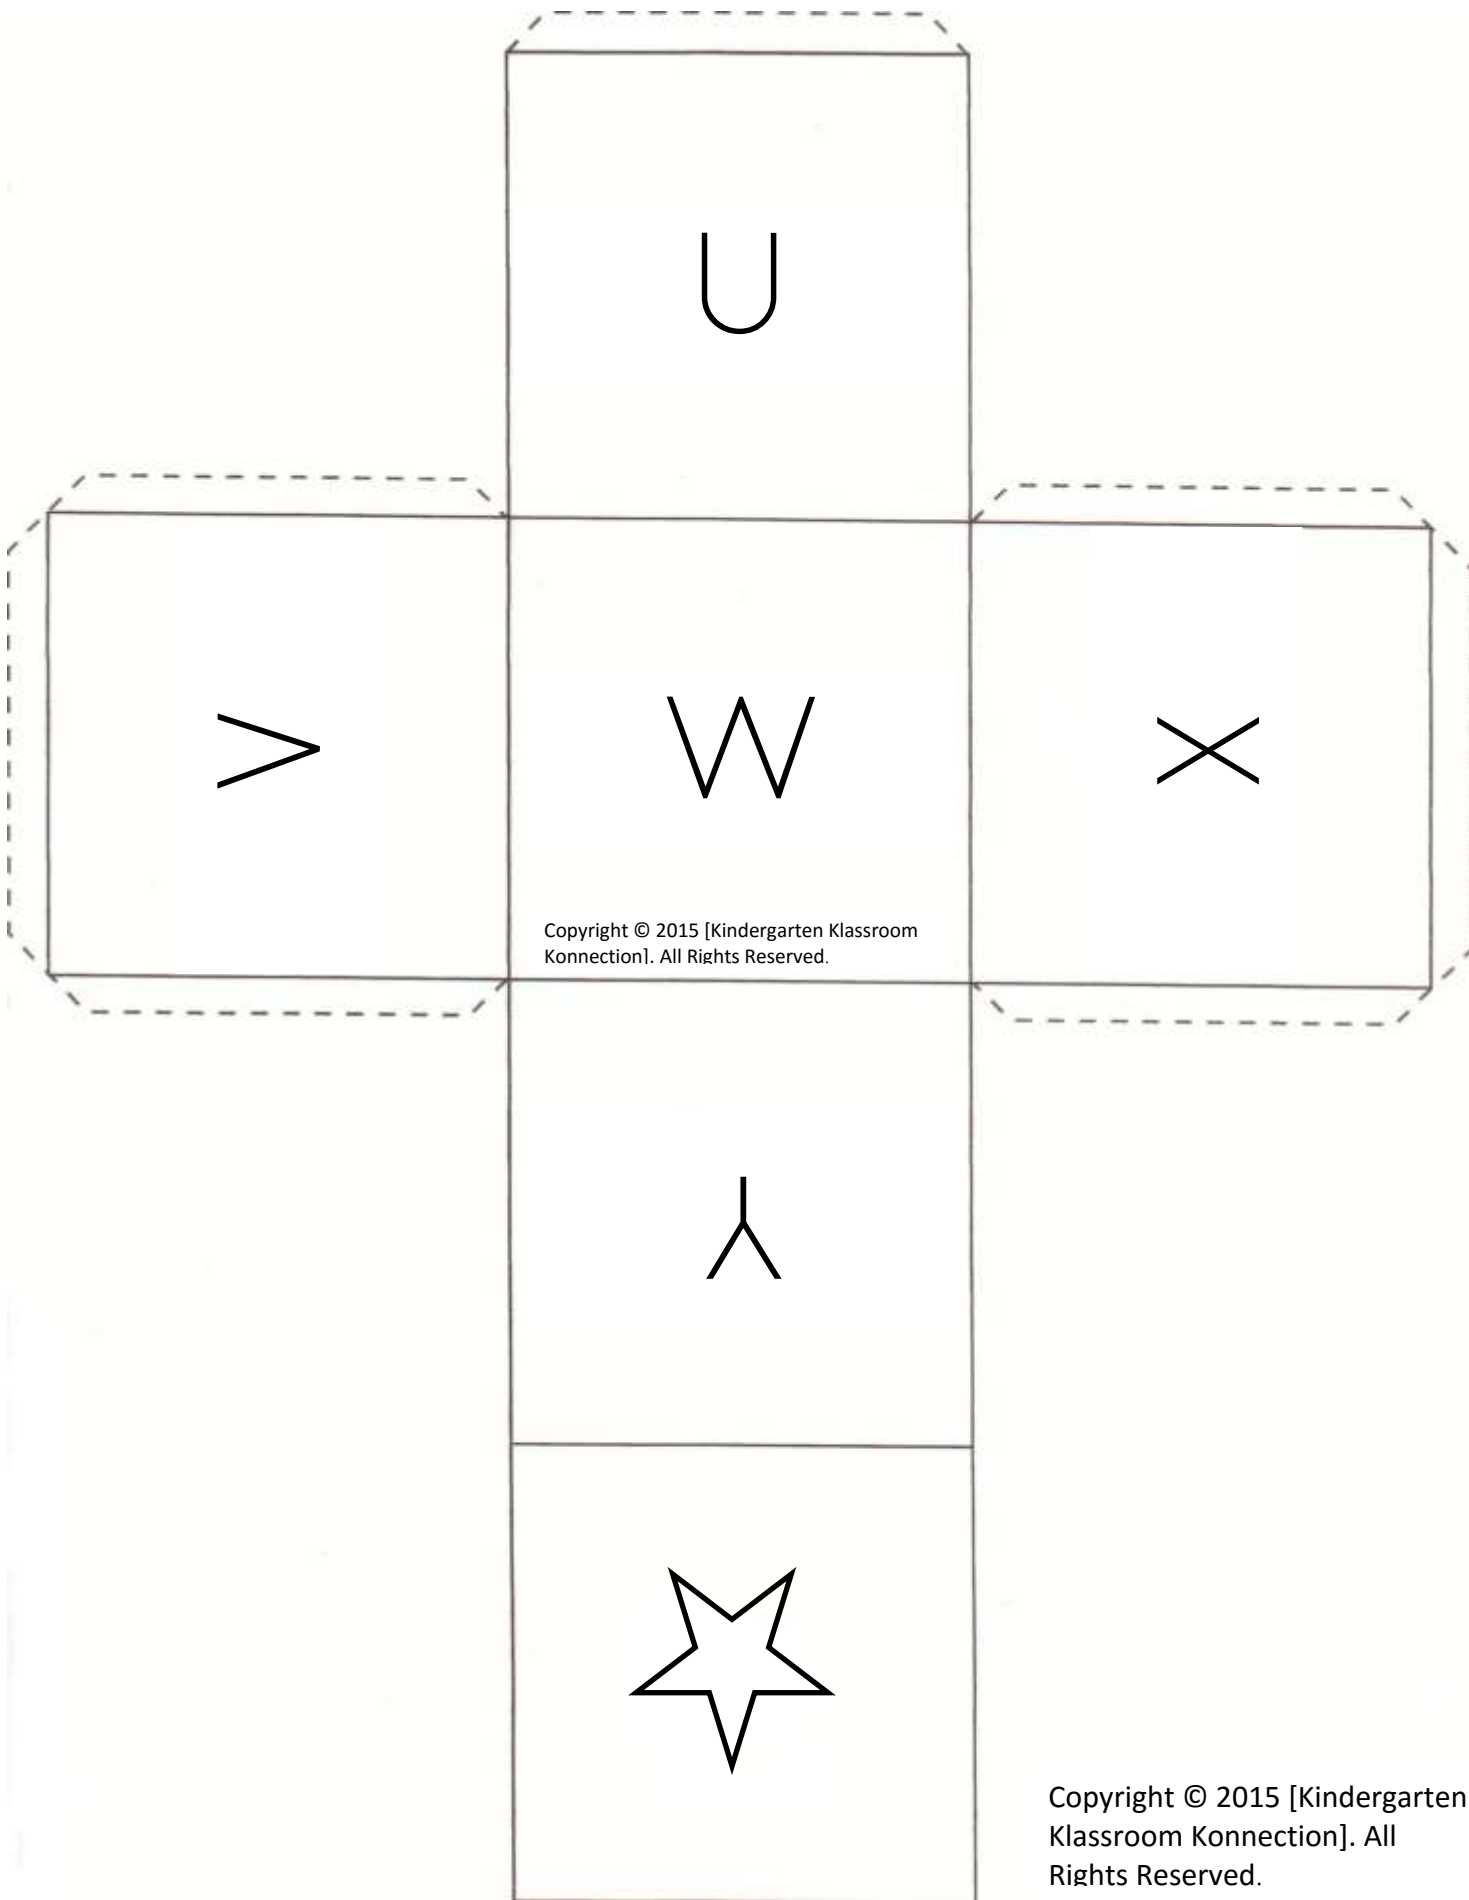 U
V
W
X
Copyright © 2015 [Kindergarten Klassroom
Konnection]. All Rights Reserved.
Y
Copyright © 2015 [Kindergarten
Klassroom Konnection]. All
Rights Reserved.